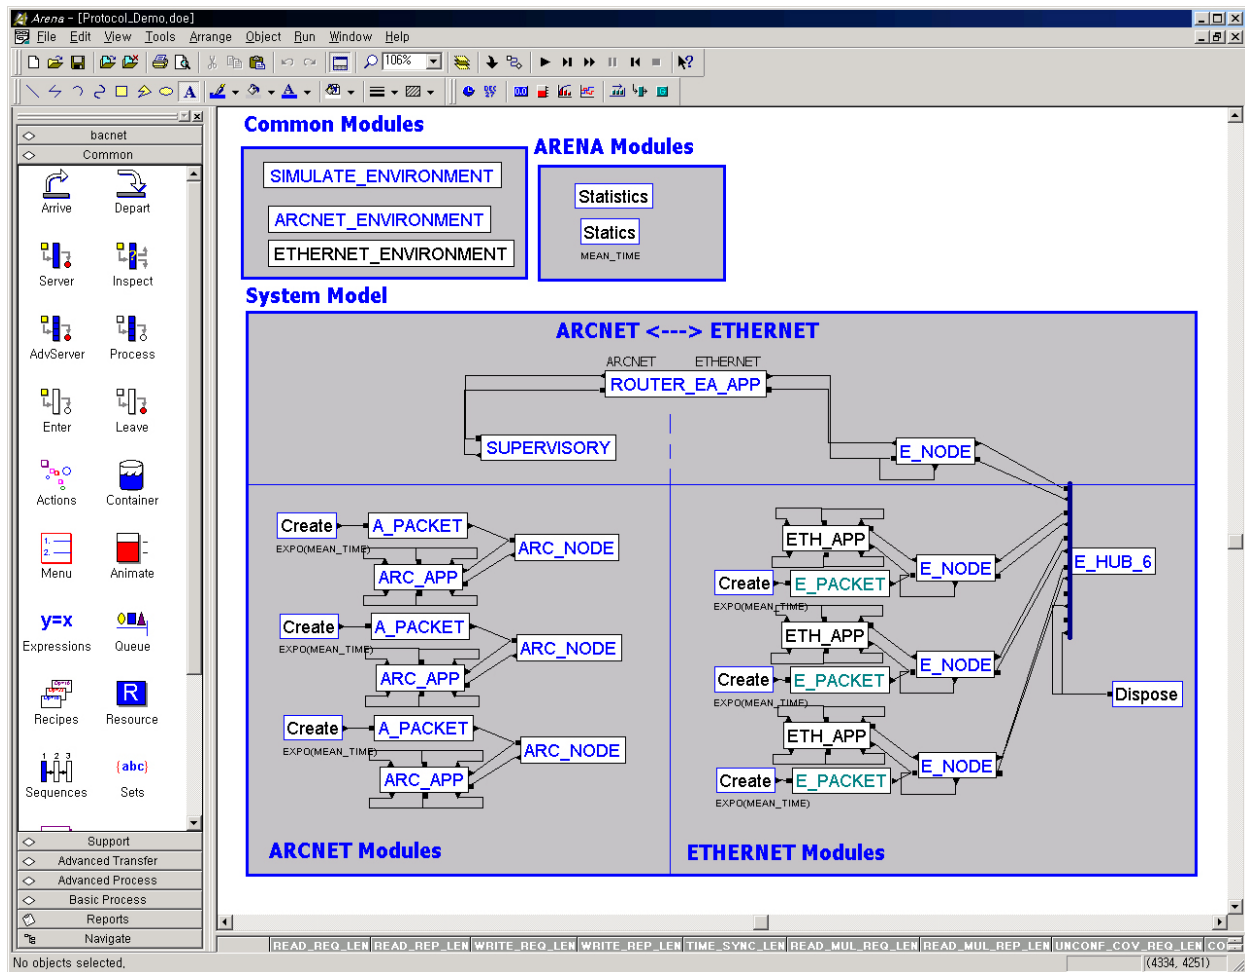 Arena - [Protocol_Demo.doe]
File Edit View Tools Arrange Object Run Window Help
106%
bacnet
Common
Arrive Depart
Server Inspect
AdvServer Process
Enter Leave
Actions Container
Menu Animate
y=x
Expressions Queue
R
Recipes Resource
1 2 3
{abc}
Sequences Sets
Support
Advanced Transfer
Advanced Process
Basic Process
Reports
Navigate
Common Modules
SIMULATE_ENVIRONMENT
ARCNET_ENVIRONMENT
ETHERNET_ENVIRONMENT
ARENA Modules
Statistics
Statics
MEAN_TIME
System Model
ARCNET <---> ETHERNET
ARCNET ETHERNET
ROUTER_EA_APP
SUPERVISORY
E_NODE
Create A_PACKET
EXPO(MEAN_TIME)
ARC_NODE
ARC_APP
Create A_PACKET
EXPO(MEAN_TIME)
ARC_NODE
ARC_APP
Create A_PACKET
EXPO(MEAN_TIME)
ARC_NODE
ARC_APP
ARCNET Modules
ETH_APP
E_NODE
Create E_PACKET
EXPO(MEAN_TIME)
ETH_APP
E_NODE
Create E_PACKET
EXPO(MEAN_TIME)
ETH_APP
E_NODE
Create E_PACKET
EXPO(MEAN_TIME)
E_HUB_6
Dispose
ETHERNET Modules
READ_REQ_LEN READ_REP_LEN WRITE_REQ_LEN WRITE_REP_LEN TIME_SYNC_LEN READ_MUL_REQ_LEN READ_MUL_REP_LEN UNCONF_COV_REQ_LEN CO
No objects selected.
(4334, 4251)